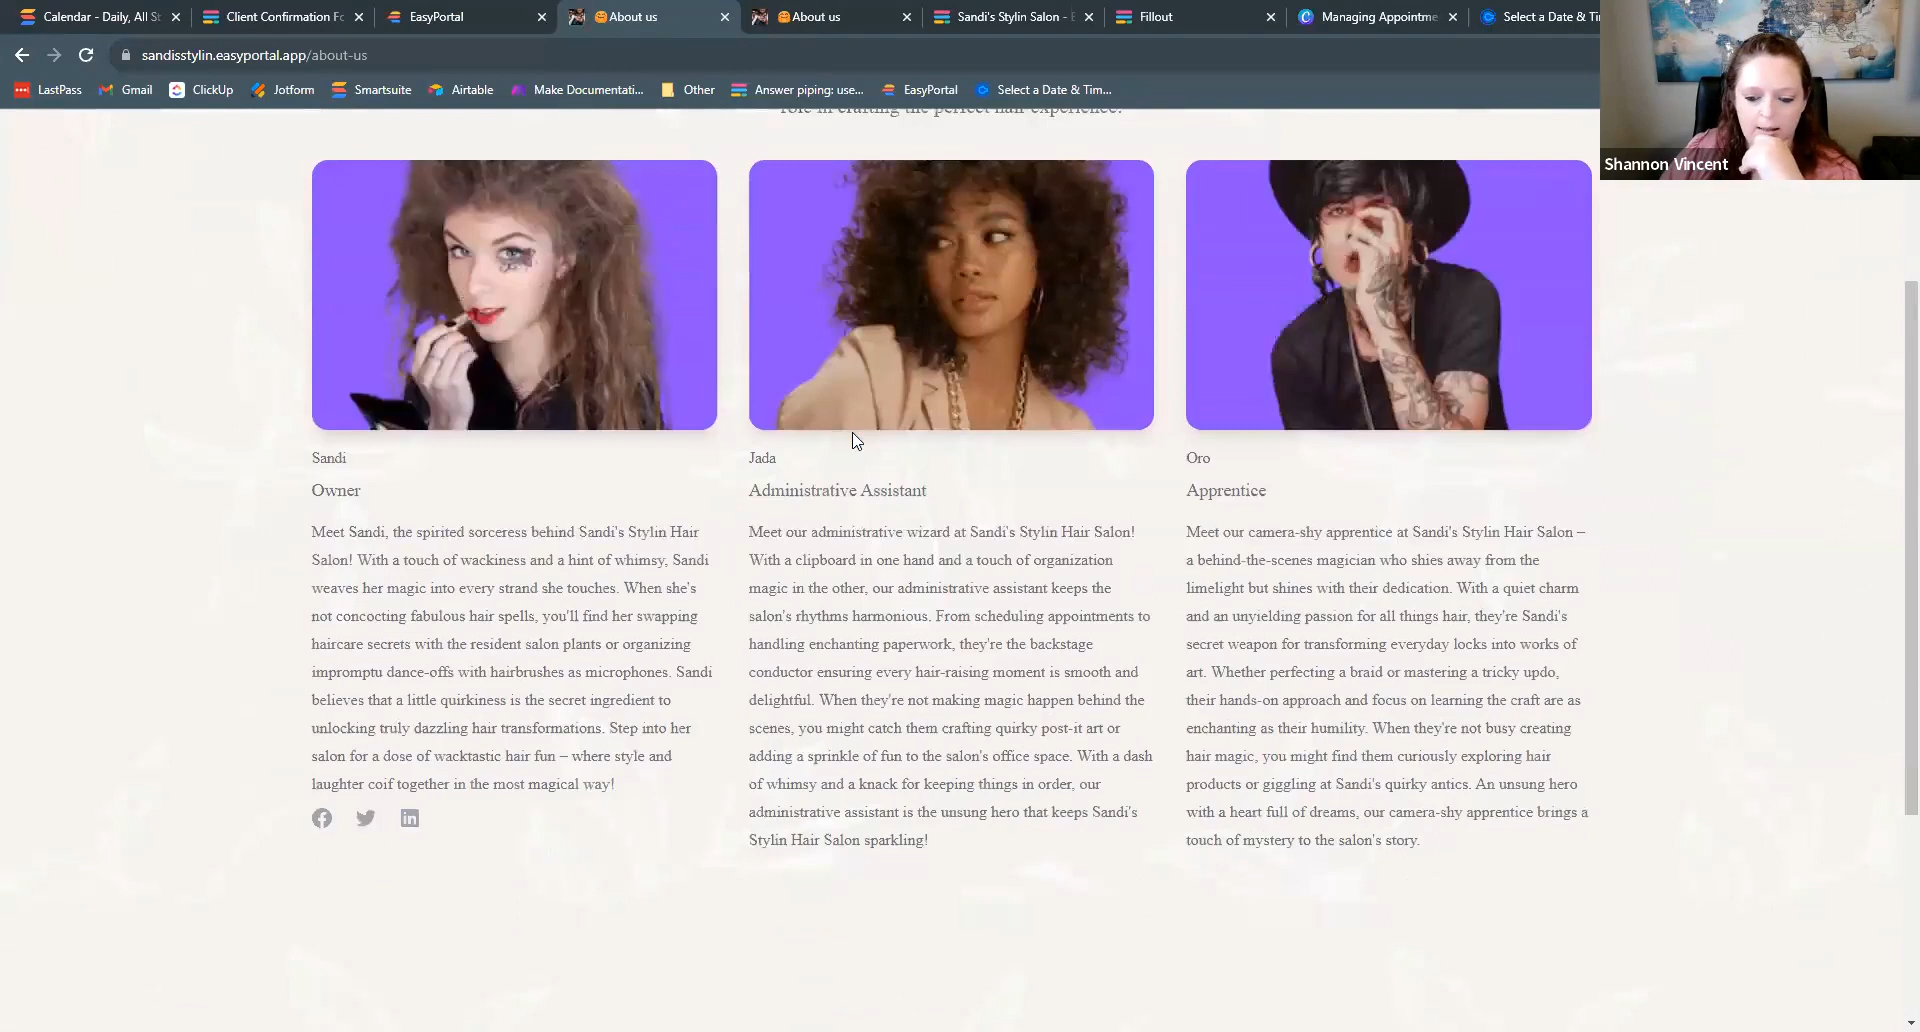 Calendar - Daily, All St
Client Confirmation Fo
EasyPortal
About us
About us
Sandi's Stylin Salon - E
Fillout
Managing Appointme
Select a Date & Ti
sandisstylin.easyportal.app/about-us
LastPass
Gmail
ClickUp
Jotform
Smartsuite
Airtable
Make Documentati...
Other
Answer piping: use...
EasyPortal
Select a Date & Tim...
Shannon Vincent
role in crafting the perfect hair experience.
Sandi
Owner
Meet Sandi, the spirited sorceress behind Sandi's Stylin Hair
Salon! With a touch of wackiness and a hint of whimsy, Sandi
weaves her magic into every strand she touches. When she's
not concocting fabulous hair spells, you'll find her swapping
haircare secrets with the resident salon plants or organizing
impromptu dance-offs with hairbrushes as microphones. Sandi
believes that a little quirkiness is the secret ingredient to
unlocking truly dazzling hair transformations. Step into her
salon for a dose of wacktastic hair fun – where style and
laughter coif together in the most magical way!
Jada
Administrative Assistant
Meet our administrative wizard at Sandi's Stylin Hair Salon!
With a clipboard in one hand and a touch of organization
magic in the other, our administrative assistant keeps the
salon's rhythms harmonious. From scheduling appointments to
handling enchanting paperwork, they're the backstage
conductor ensuring every hair-raising moment is smooth and
delightful. When they're not making magic happen behind the
scenes, you might catch them crafting quirky post-it art or
adding a sprinkle of fun to the salon's office space. With a dash
of whimsy and a knack for keeping things in order, our
administrative assistant is the unsung hero that keeps Sandi's
Stylin Hair Salon sparkling!
Oro
Apprentice
Meet our camera-shy apprentice at Sandi's Stylin Hair Salon –
a behind-the-scenes magician who shies away from the
limelight but shines with their dedication. With a quiet charm
and an unyielding passion for all things hair, they're Sandi's
secret weapon for transforming everyday locks into works of
art. Whether perfecting a braid or mastering a tricky updo,
their hands-on approach and focus on learning the craft are as
enchanting as their humility. When they're not busy creating
hair magic, you might find them curiously exploring hair
products or giggling at Sandi's quirky antics. An unsung hero
with a heart full of dreams, our camera-shy apprentice brings a
touch of mystery to the salon's story.